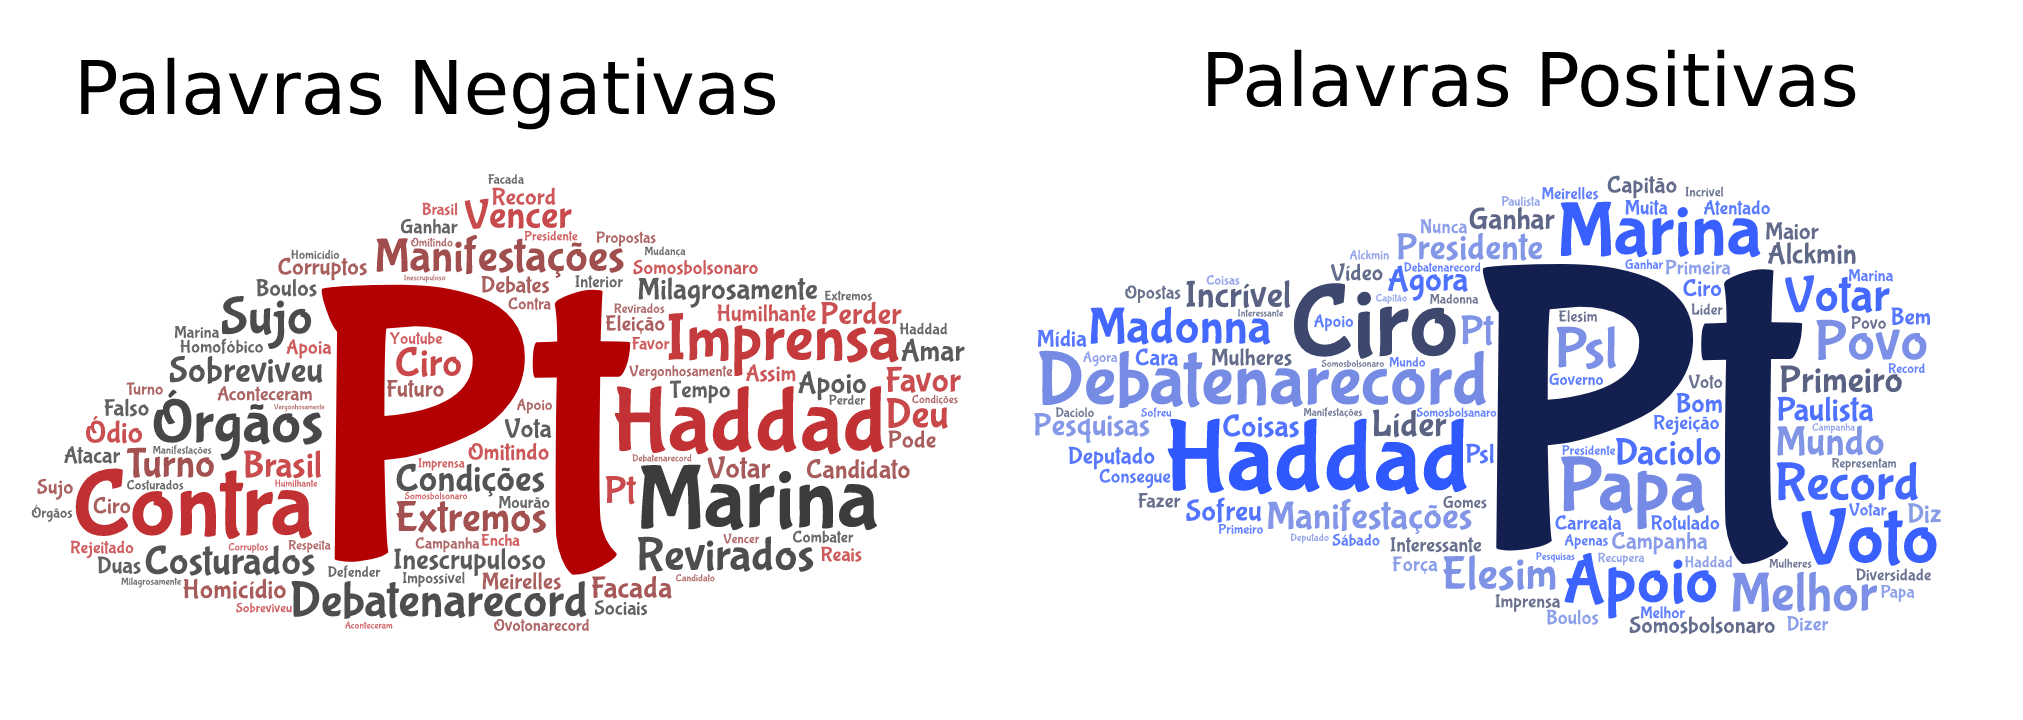 Palavras Negativas
Facada
Record
Brasil
Vencer
Ganhar
Omitindo
Presidente
Propostas
Manifestações
Mudança
Homicídio
Corruptos
Inescrupuloso
Somosbolsonaro
Boulos
Debates
Interior
Milagrosamente
Extremos
Contra
Sujo
Revirados
Humilhante
Perder
Eleição
Imprensa
Haddad
Marina
Homofóbico
Apoia
Youtube
Ciro
Favor
Amar
Sobreviveu
Vergonhosamente
Assim
Apoio
Favor
Turno
Aconteceram
Futuro
Tempo
Perder
Condições
Falso
Vergonhosamente
Órgãos
Apoio
Haddad
Deu
Ódio
Vota
Pode
Atacar
Manifestações
Turno
Brasil
Omitindo
Imprensa
Debatenarecord
Votar
Candidato
Sujo
Costurados
Humilhante
Condições
Pt
Marina
Órgãos
Ciro
Contra
Somosbolsonaro
Mourão
Extremos
Pt
Rejeitado
Corruptos
Respeita
Campanha
Encha
Vencer
Combater
Duas
Costurados
Inescrupuloso
Revirados
Reais
Milagrosamente
Defender
Impossível
Meirelles
Candidato
Homicídio
Facada
Sobreviveu
Debatenarecord
Sociais
Aconteceram
Ovotonarecord
Palavras Positivas
Capitão
Incrível
Meirelles
Paulista
Muita
Atentado
Ganhar
Marina
Nunca
Maior
Presidente
Alckmin
Alckmin
Debatenarecord
Ganhar
Primeira
Vídeo
Agora
Marina
Coisas
Ciro
Votar
Opostas
Incrível
Capitão
Madonna
Líder
Interessante
Ciro
Apoio
Elesim
Povo
Bem
Mídia
Madonna
Pt
Psl
Povo
Agora
Cara
Mulheres
Somosbolsonaro
Mundo
Record
Debatenarecord
Governo
Voto
Primeiro
Bom
Daciolo
Sofreu
Manifestações
Somosbolsonaro
Paulista
Pesquisas
Coisas
Líder
Rejeição
Campanha
Mundo
Deputado
Haddad
Psl
Presidente
Daciolo
Representam
Consegue
Papa
Record
Fazer
Gomes
Sofreu
Manifestações
Pt
Votar
Diz
Primeiro
Carreata
Rotulado
Voto
Deputado
Sábado
Interessante
Apenas
Campanha
Força
Pesquisas
Recupera
Haddad
Mulheres
Elesim
Apoio
Diversidade
Imprensa
Melhor
Papa
Boulos
Melhor
Somosbolsonaro
Dizer